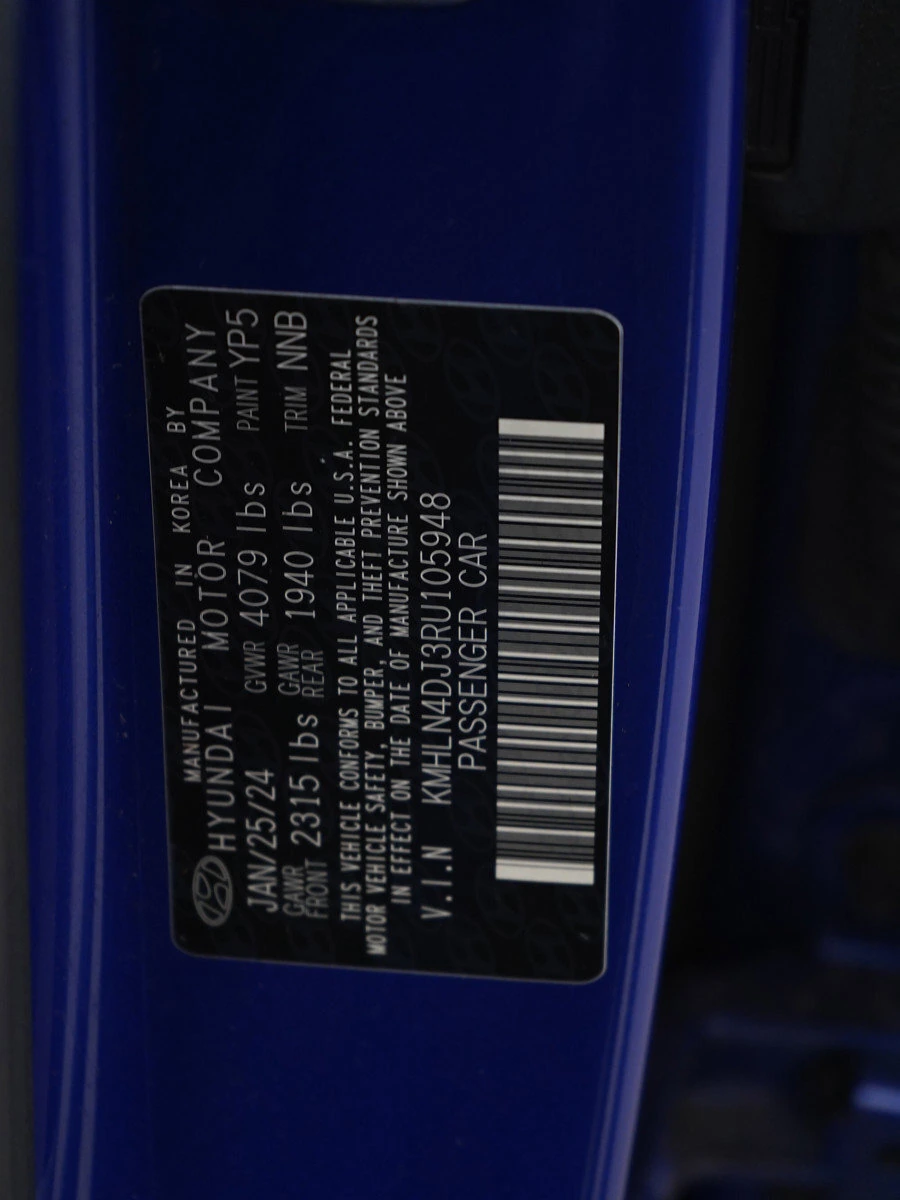 MANUFACTURED IN KOREA BY
HYUNDAI MOTOR COMPANY
JAN/25/24 GVWR 4079 lbs PAINT YP5
GAWR FRONT 2315 lbs GAWR REAR 1940 lbs TRIM NNB
THIS VEHICLE CONFORMS TO ALL APPLICABLE U.S.A. FEDERAL
MOTOR VEHICLE SAFETY, BUMPER, AND THEFT PREVENTION STANDARDS
IN EFFECT ON THE DATE OF MANUFACTURE SHOWN ABOVE
V.I.N KMHLN4DJ3RU105948
PASSENGER CAR